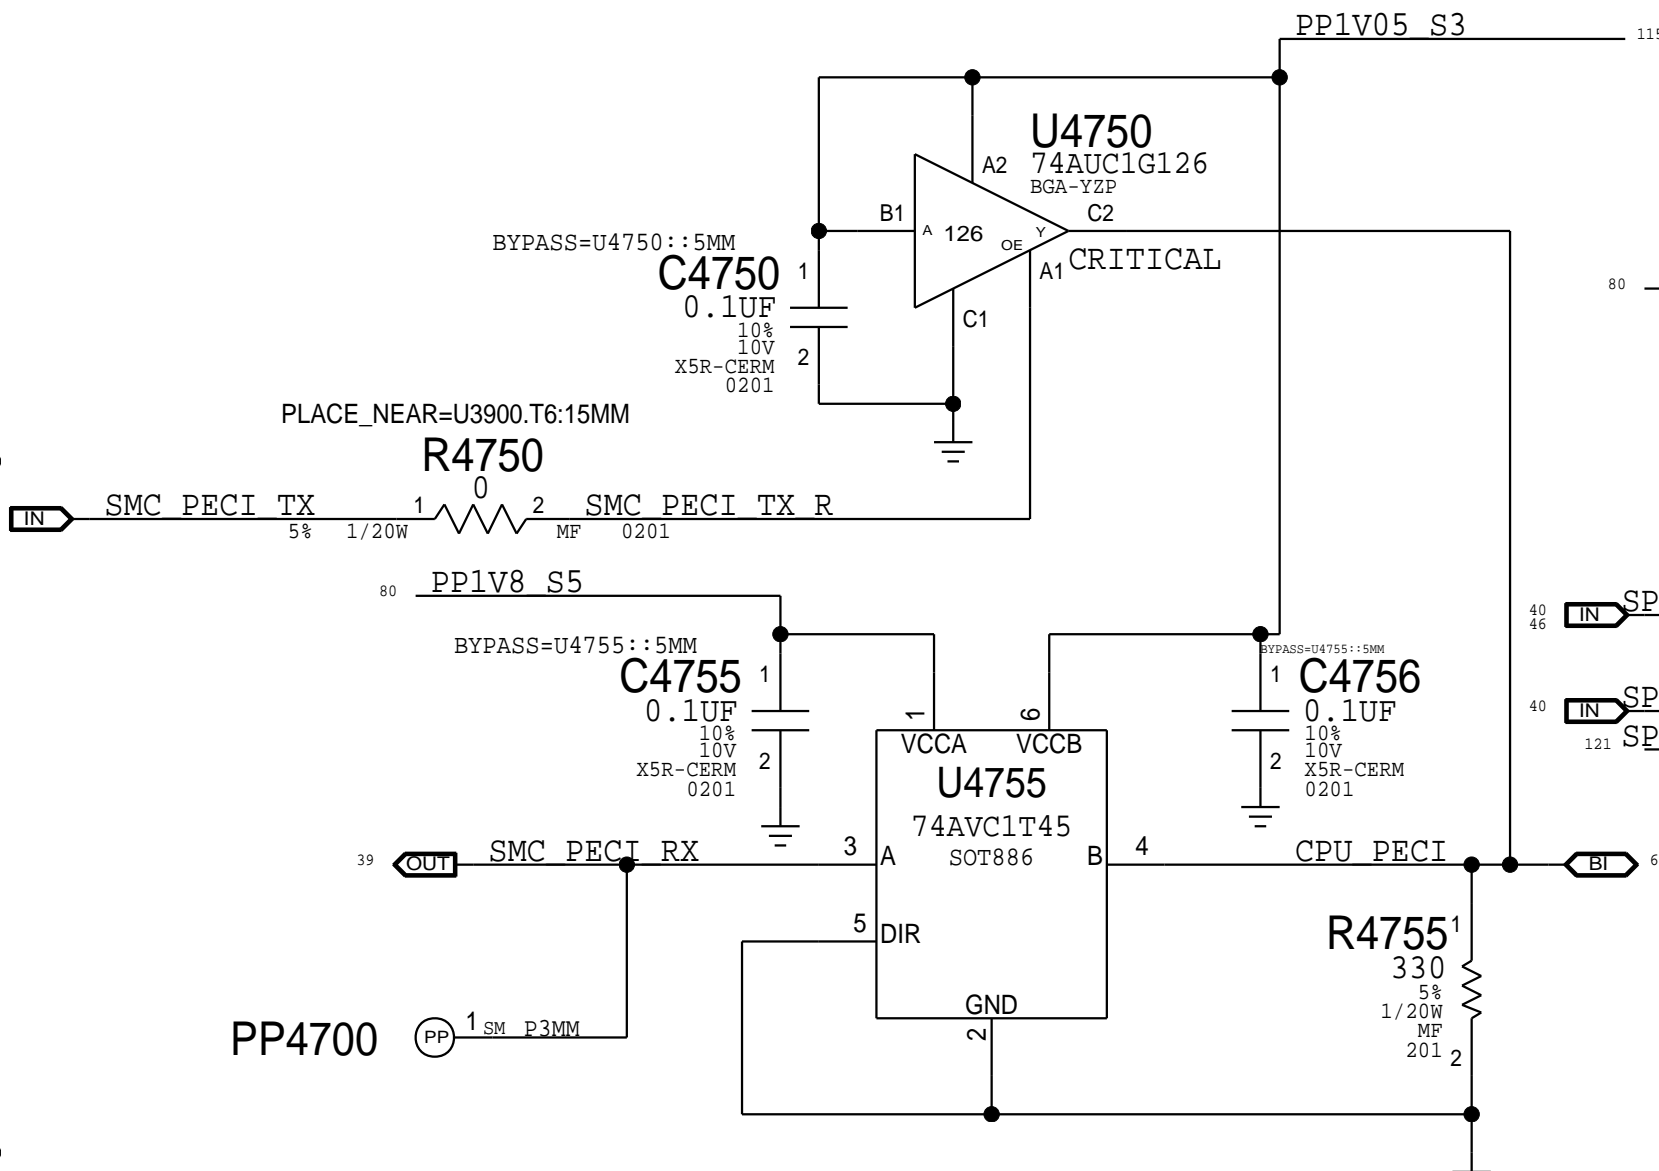 PP1V05_S3
115
U4750
74AUC1G126
BGA-YZP
A2
B1
A
126
OE
Y
C2
A1
CRITICAL
C1
BYPASS=U4750::5MM
C4750
1
0.1UF
10%
10V
2
X5R-CERM
0201
80
PLACE_NEAR=U3900.T6:15MM
R4750
0
IN
SMC_PECI_TX
1
2
SMC_PECI_TX_R
5%
1/20W
MF
0201
80
PP1V8_S5
BYPASS=U4755::5MM
C4755
1
0.1UF
10%
10V
2
X5R-CERM
0201
1
6
VCCA
VCCB
U4755
74AVC1T45
SOT886
BYPASS=U4755::5MM
1
C4756
0.1UF
10%
10V
2
X5R-CERM
0201
40
46
IN
SP
40
IN
SP
121
SP
39
OUT
SMC_PECI_RX
3
A
B
4
CPU_PECI
BI
6
5
DIR
GND
2
R4755
1
330
5%
1/20W
MF
201
2
PP4700
PP
1
SM
P3MM